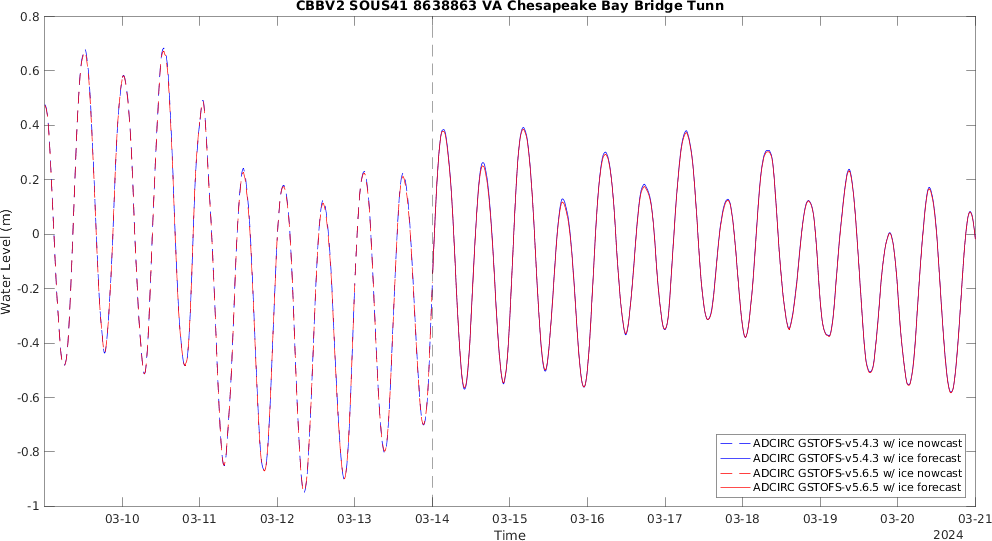 CBBV2 SOUS41 8638863 VA Chesapeake Bay Bridge Tunn
0.8
0.6
0.4
0.2
0
-0.2
-0.4
-0.6
-0.8
-1
Water Level (m)
ADCIRC GSTOFS-v5.4.3 w/ ice nowcast
ADCIRC GSTOFS-v5.4.3 w/ ice forecast
ADCIRC GSTOFS-v5.6.5 w/ ice nowcast
ADCIRC GSTOFS-v5.6.5 w/ ice forecast
03-10 03-11 03-12 03-13 03-14 03-15 03-16 03-17 03-18 03-19 03-20 03-21
Time
2024